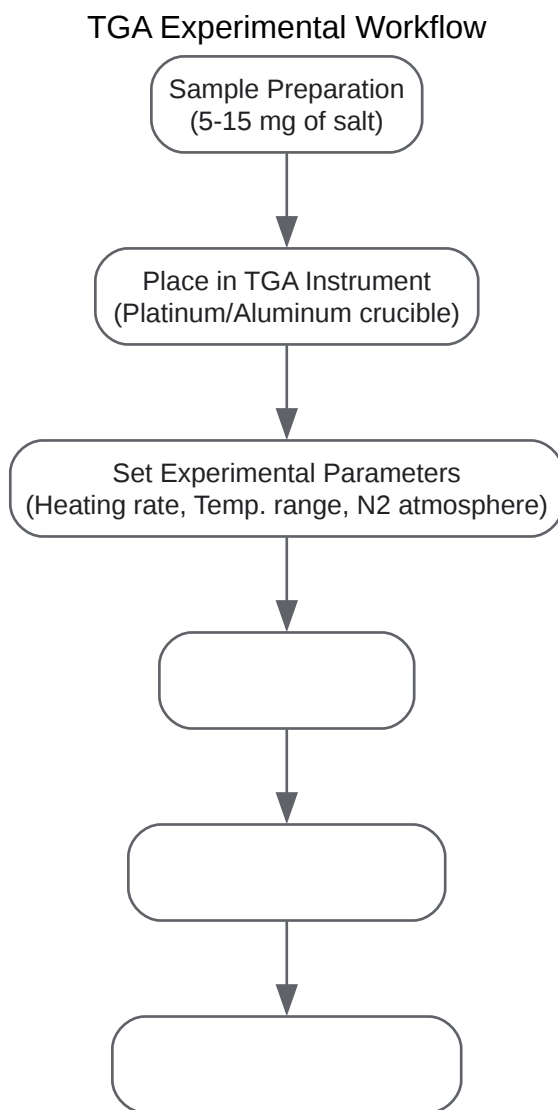 TGA Experimental Workflow
Sample Preparation
(5-15 mg of salt)
Place in TGA Instrument
(Platinum/Aluminum crucible)
Set Experimental Parameters
(Heating rate, Temp. range, N2 atmosphere)